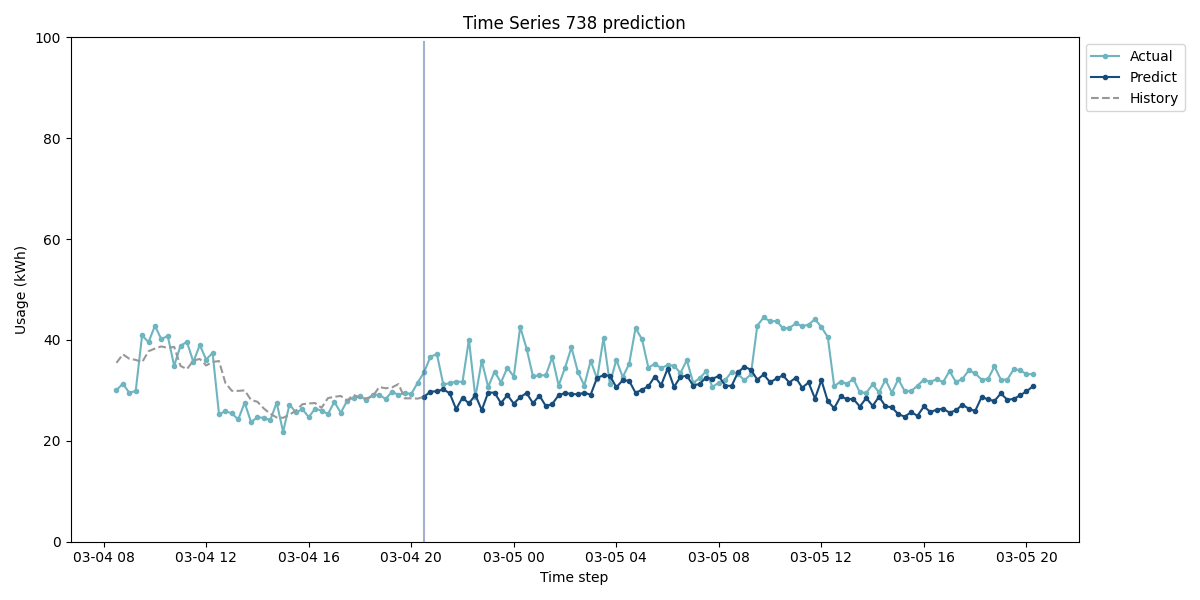 Time Series 738 prediction
100
80
60
40
20
0
Usage (kWh)
03-04 08
03-04 12
03-04 16
03-04 20
03-05 00
03-05 04
03-05 08
03-05 12
03-05 16
03-05 20
Time step
Actual
Predict
History